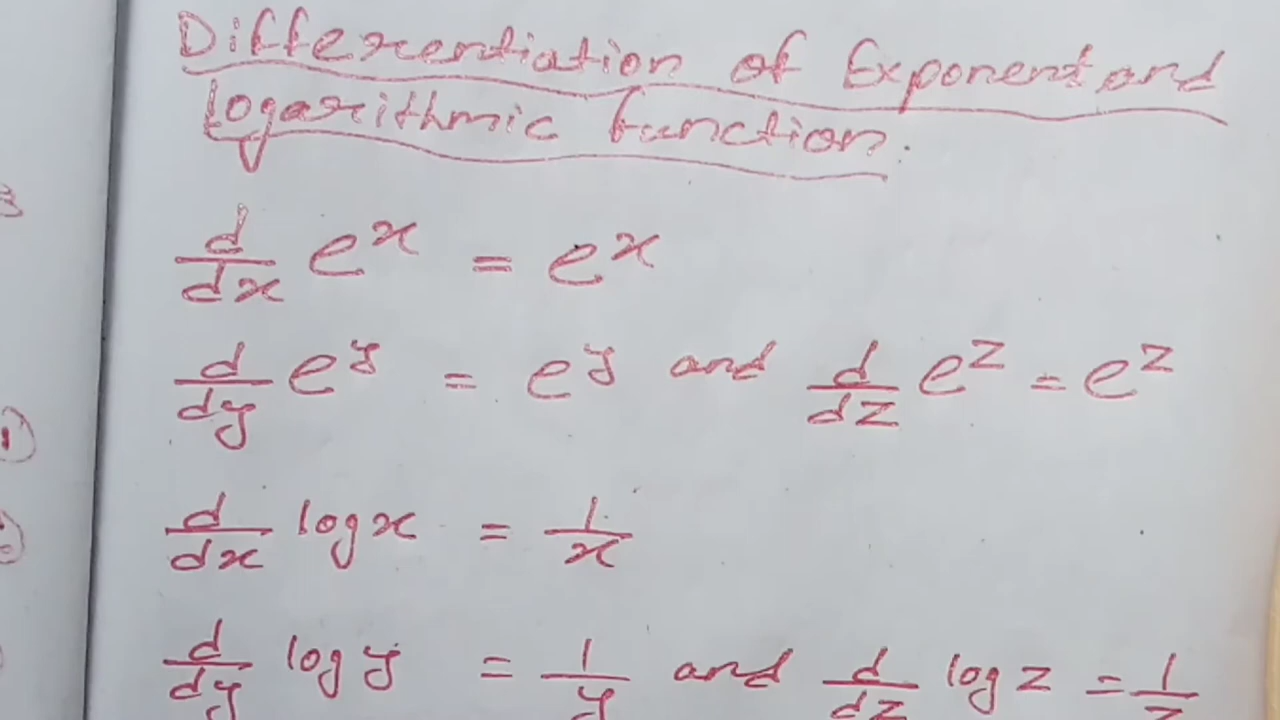 Differentiation of Exponent and
logarithmic function.
d/dx e^x = e^x
d/dy e^y = e^y and d/dz e^z = e^z
d/dx log x = 1/x
d/dy log y = 1/y and d/dz log z = 1/z